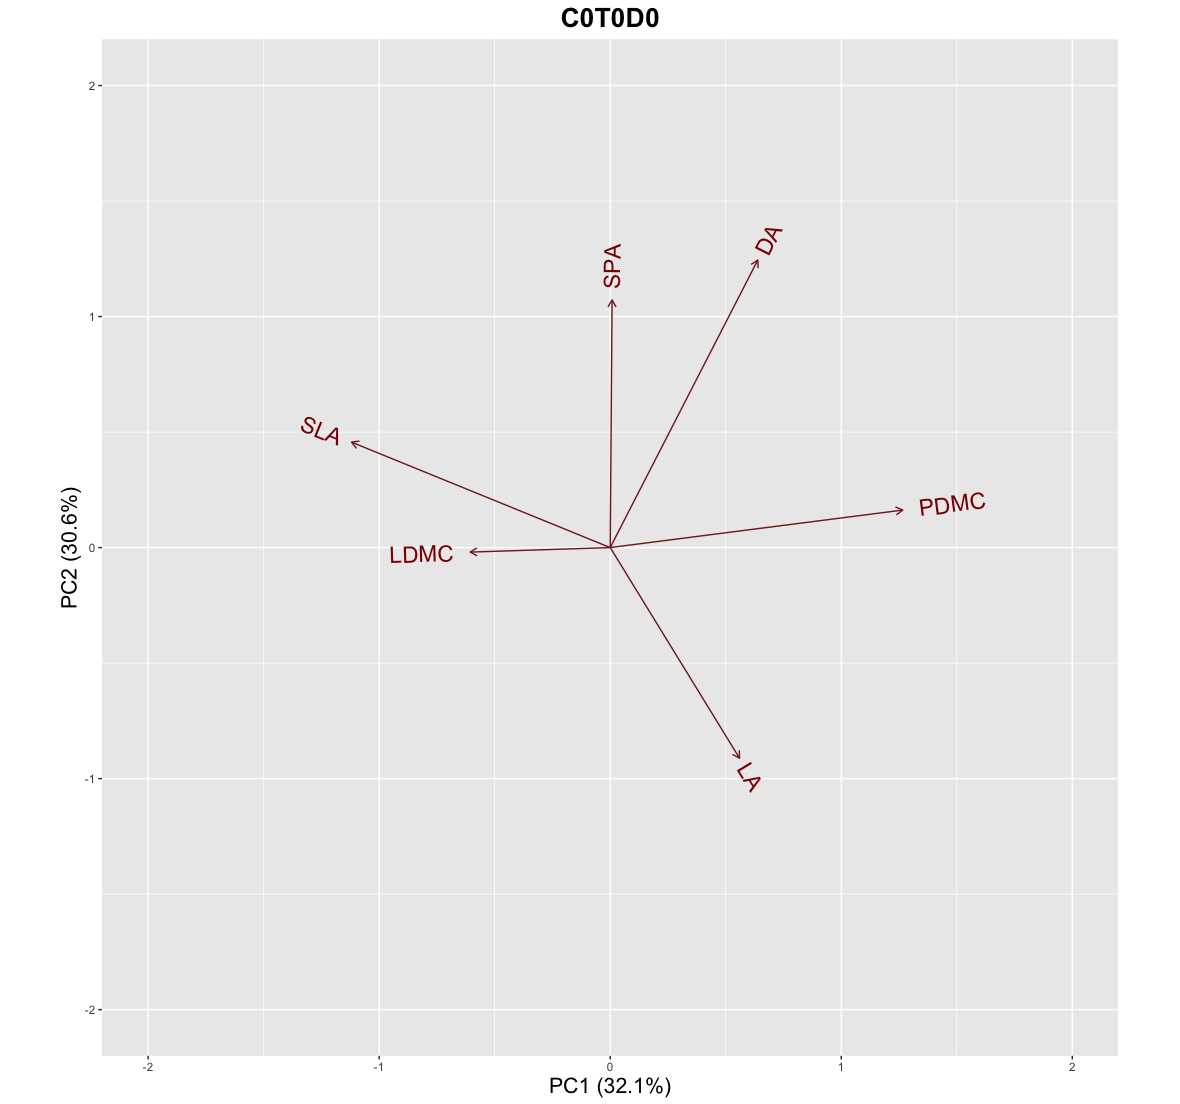 C0T0D0
2
DA
SPA
1
SLA
PDMC
PC2 (30.6%)
0
LDMC
-1
LA
-2
-2
-1
0
1
2
PC1 (32.1%)